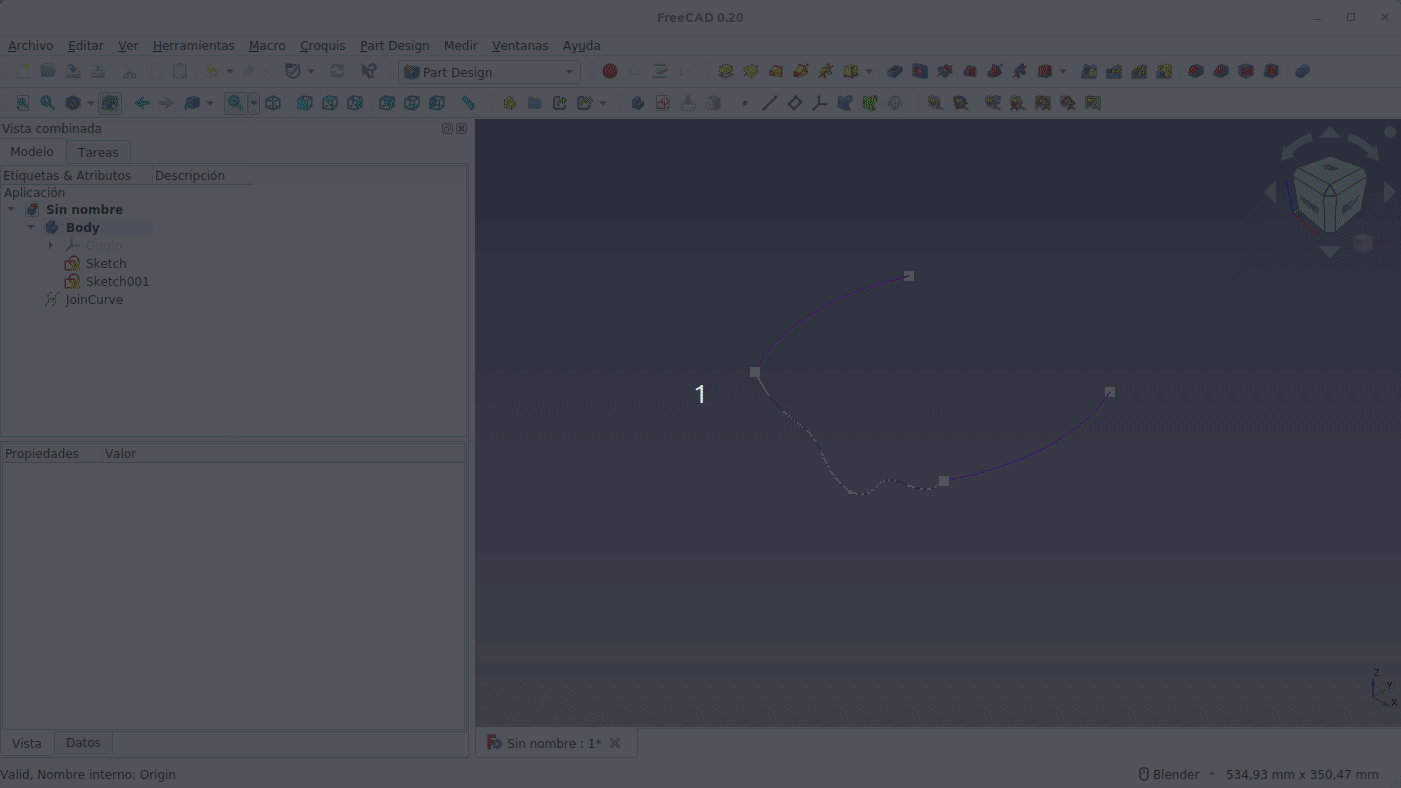 FreeCAD 0.20
Archivo Editar Ver Herramientas Macro Croquis Part Design Medir Ventanas Ayuda
Part Design
Vista combinada
Modelo Tareas
Etiquetas & Atributos Descripción
Aplicación
Sin nombre
Body
Origin
Sketch
Sketch001
JoinCurve
1
Propiedades Valor
Z
Y
X
Vista Datos
Sin nombre : 1*
Valid, Nombre interno: Origin
Blender 534,93 mm x 350,47 mm